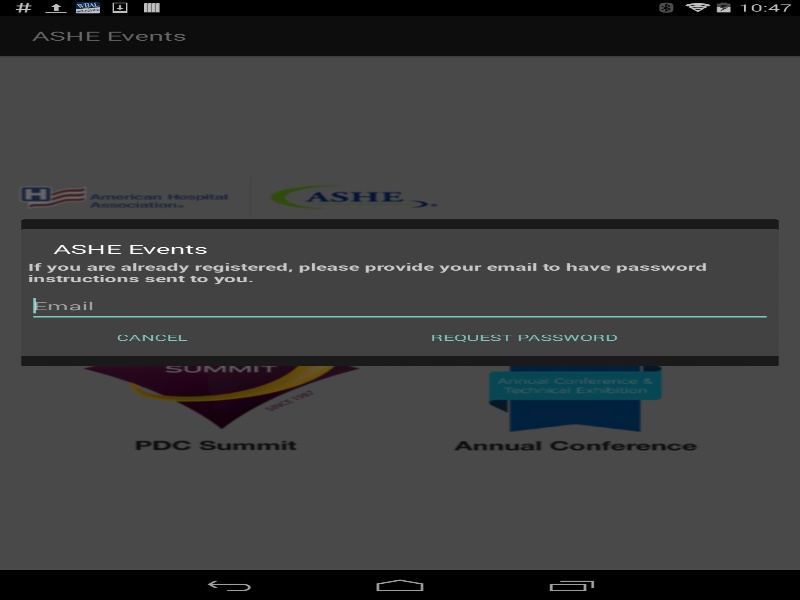 # WBAL 10:47
ASHE Events
American Hospital
Association
ASHE
ASHE Events
If you are already registered, please provide your email to have password
instructions sent to you.
Email
CANCEL REQUEST PASSWORD
SUMMIT
SINCE 1987
Annual Conference &
Technical Exhibition
PDC Summit Annual Conference